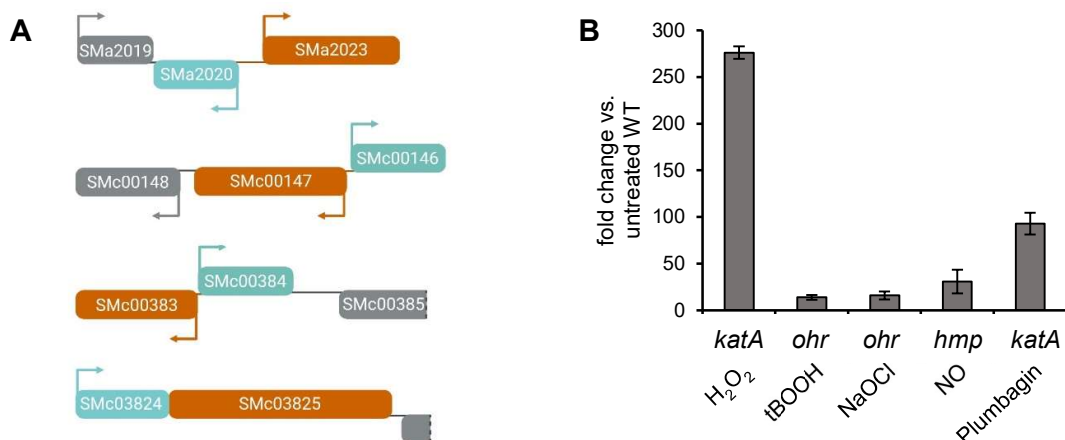 A
SMa2019
SMa2023
SMa2020
SMc00146
SMc00148
SMc00147
SMc00384
SMc00383
SMc00385
SMc03824
SMc03825
B
fold change vs.
untreated WT
300
250
200
150
100
50
0
katA ohr ohr hmp katA
H₂O₂ tBOOH NaOCl NO Plumbagin